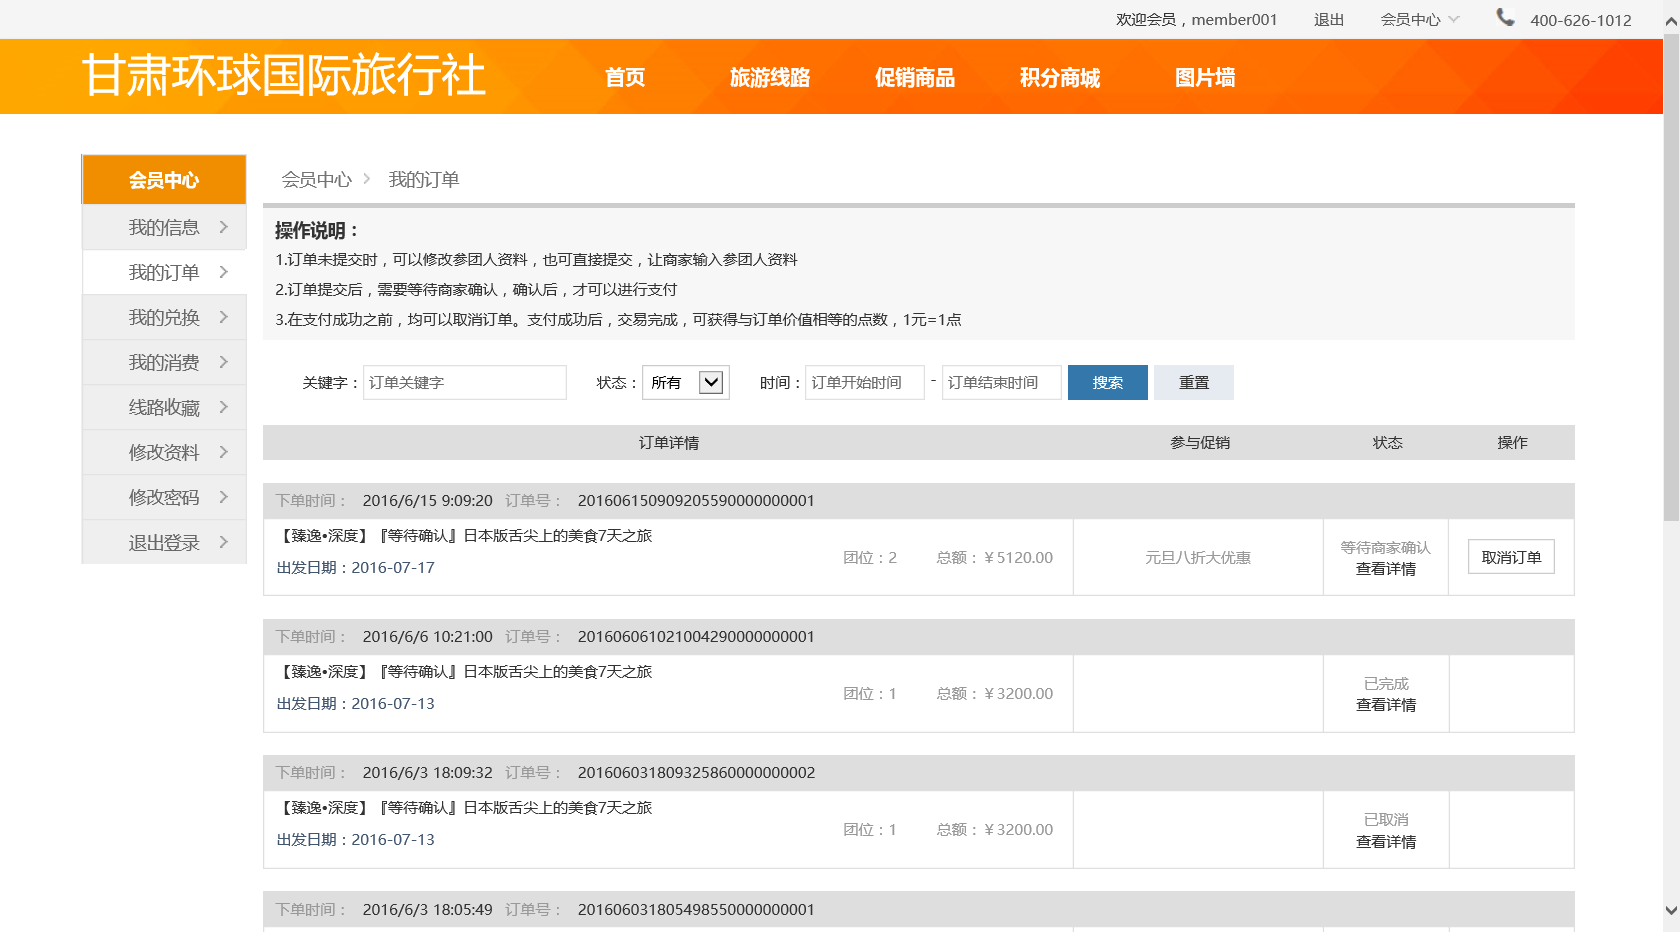 欢迎会员，member001 退出 会员中心 400-626-1012
甘肃环球国际旅行社 首页 旅游线路 促销商品 积分商城 图片墙
会员中心
我的信息
我的订单
我的兑换
我的消费
线路收藏
修改资料
修改密码
退出登录
会员中心 我的订单
操作说明：
1.订单未提交时，可以修改参团人资料，也可直接提交，让商家输入参团人资料
2.订单提交后，需要等待商家确认，确认后，才可以进行支付
3.在支付成功之前，均可以取消订单。支付成功后，交易完成，可获得与订单价值相等的点数，1元=1点
关键字： 订单关键字 状态： 所有 时间： 订单开始时间 - 订单结束时间 搜索 重置
订单详情 参与促销 状态 操作
下单时间： 2016/6/15 9:09:20 订单号： 201606150909205590000000001
【臻逸•深度】『等待确认』日本版舌尖上的美食7天之旅
出发日期：2016-07-17
团位：2 总额：￥5120.00 元旦八折大优惠
等待商家确认
查看详情
取消订单
下单时间： 2016/6/6 10:21:00 订单号： 201606061021004290000000001
【臻逸•深度】『等待确认』日本版舌尖上的美食7天之旅
出发日期：2016-07-13
团位：1 总额：￥3200.00
已完成
查看详情
下单时间： 2016/6/3 18:09:32 订单号： 201606031809325860000000002
【臻逸•深度】『等待确认』日本版舌尖上的美食7天之旅
出发日期：2016-07-13
团位：1 总额：￥3200.00
已取消
查看详情
下单时间： 2016/6/3 18:05:49 订单号： 201606031805498550000000001